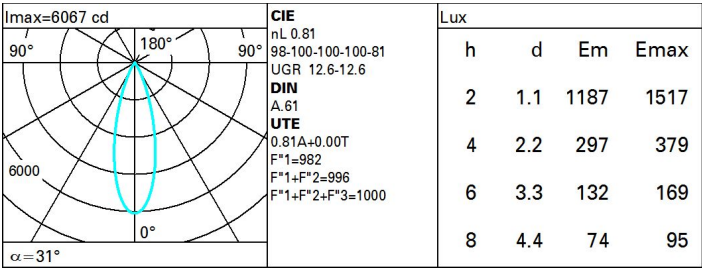 Imax=6067 cd
90°
180°
90°
6000
0°
α=31°
CIE
nL 0.81
98-100-100-100-81
UGR 12.6-12.6
DIN
A.61
UTE
0.81A+0.00T
F"1=982
F"1+F"2=996
F"1+F"2+F"3=1000
Lux
h d Em Emax
2 1.1 1187 1517
4 2.2 297 379
6 3.3 132 169
8 4.4 74 95